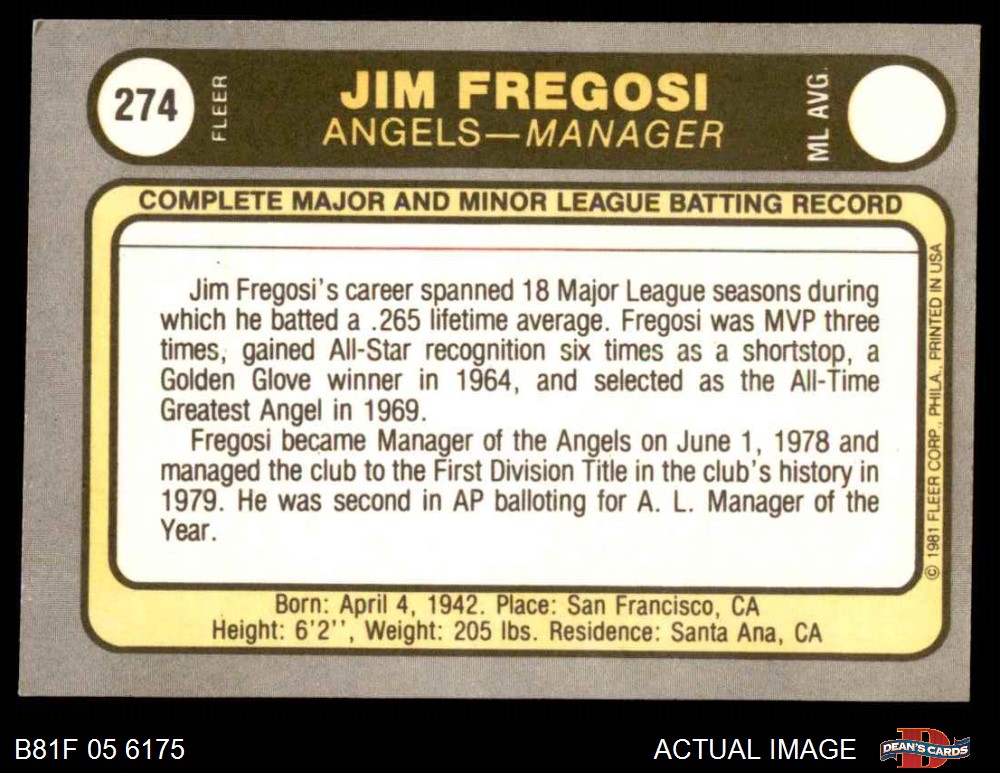 274
FLEER
JIM FREGOSI
ANGELS—MANAGER
ML AVG.
COMPLETE MAJOR AND MINOR LEAGUE BATTING RECORD
Jim Fregosi's career spanned 18 Major League seasons during
which he batted a .265 lifetime average. Fregosi was MVP three
times, gained All-Star recognition six times as a shortstop, a
Golden Glove winner in 1964, and selected as the All-Time
Greatest Angel in 1969.
Fregosi became Manager of the Angels on June 1, 1978 and
managed the club to the First Division Title in the club's history in
1979. He was second in AP balloting for A. L. Manager of the
Year.
© 1981 FLEER CORP., PHILA., PRINTED IN USA
Born: April 4, 1942. Place: San Francisco, CA
Height: 6'2'', Weight: 205 lbs. Residence: Santa Ana, CA
B81F 05 6175
ACTUAL IMAGE
D
DEAN'S CARDS